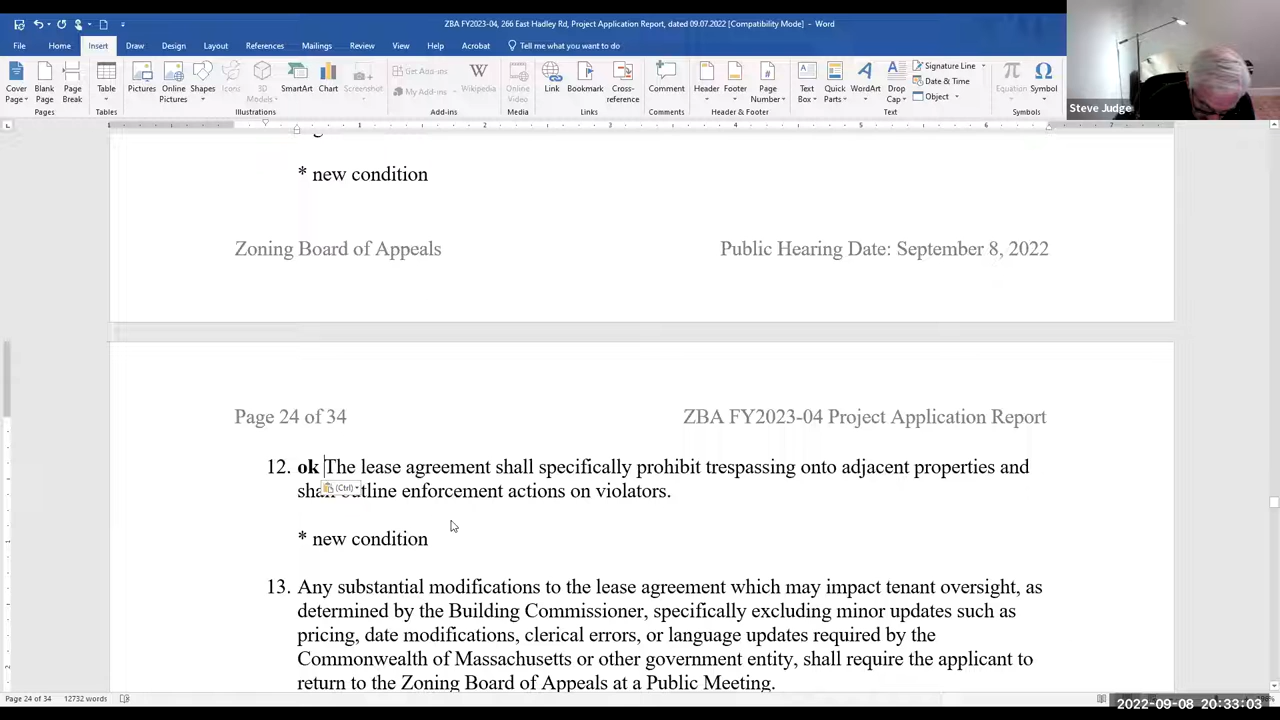 ZBA FY2023-04, 266 East Hadley Rd, Project Application Report, dated 09.07.2022 [Compatibility Mode] - Word
File Home Insert Draw Design Layout References Mailings Review View Help Acrobat Tell me what you want to do
Cover Page
Blank Page
Page Break
Pages
Table
Tables
Pictures
Online Pictures
Shapes
Icons
3D Models
SmartArt
Chart
Screenshot
Illustrations
Get Add-ins
My Add-ins
Wikipedia
Add-ins
Online Video
Media
Link
Bookmark
Cross-reference
Links
Comment
Comments
Header
Footer
Page Number
Header & Footer
Text Box
Quick Parts
WordArt
Drop Cap
Signature Line
Date & Time
Object
Text
Equation
Symbol
Symbols
Steve Judge
* new condition
Zoning Board of Appeals Public Hearing Date: September 8, 2022
Page 24 of 34 ZBA FY2023-04 Project Application Report
12. ok The lease agreement shall specifically prohibit trespassing onto adjacent properties and
shall outline enforcement actions on violators.
(Ctrl)
* new condition
13. Any substantial modifications to the lease agreement which may impact tenant oversight, as
determined by the Building Commissioner, specifically excluding minor updates such as
pricing, date modifications, clerical errors, or language updates required by the
Commonwealth of Massachusetts or other government entity, shall require the applicant to
return to the Zoning Board of Appeals at a Public Meeting.
Page 24 of 34 12732 words
2022-09-08 20:33:03